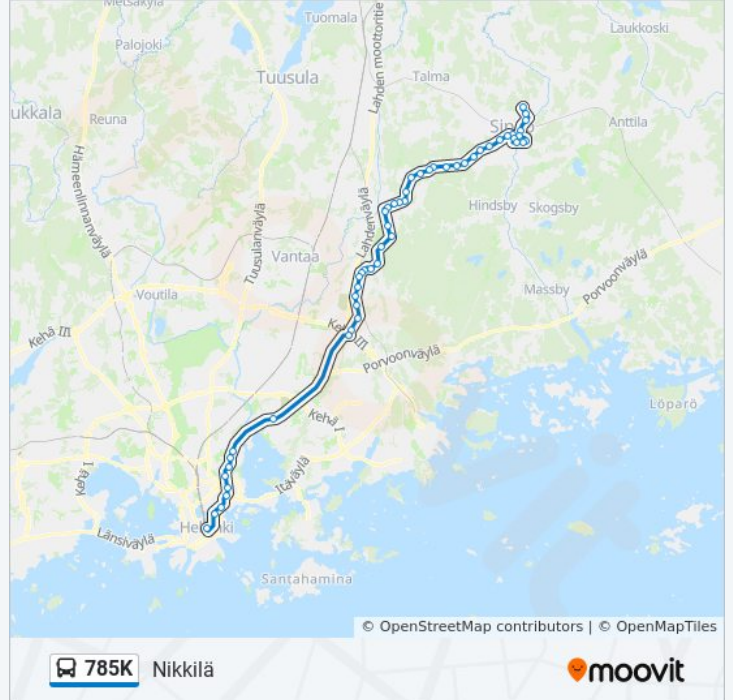 Metsäkylä
Tuomala
Laukkoski
Palojoki
Lahden moottoritie
Tuusula
Talma
ukkala
Reuna
Anttila
Hämeenlinnanväylä
Hindsby
Skogsby
Lahdenväylä
Tuusulanväylä
Vantaa
Massby
Porvoonväylä
Voutila
Kehä III
Kehä III
Porvoonväylä
Löparö
Kehä I
Kehä I
Itäväylä
Helsinki
Länsiväylä
Santahamina
© OpenStreetMap contributors | © OpenMapTiles
785K Nikkilä
moovit